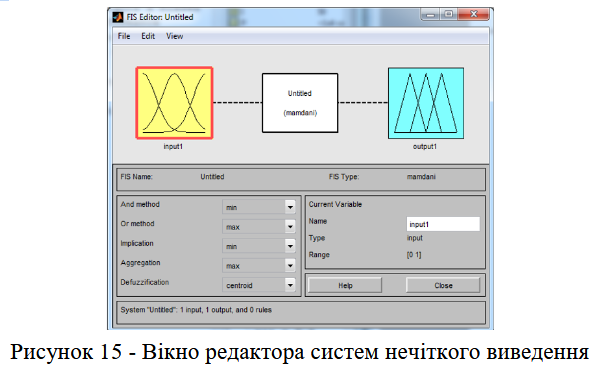 FIS Editor: Untitled
File Edit View
Untitled
(mamdani)
input1
output1
FIS Name: Untitled FIS Type: mamdani
And method min
Or method max
Implication min
Aggregation max
Defuzzification centroid
Current Variable
Name input1
Type input
Range [0 1]
Help Close
System "Untitled": 1 input, 1 output, and 0 rules
Рисунок 15 - Вікно редактора систем нечіткого виведення